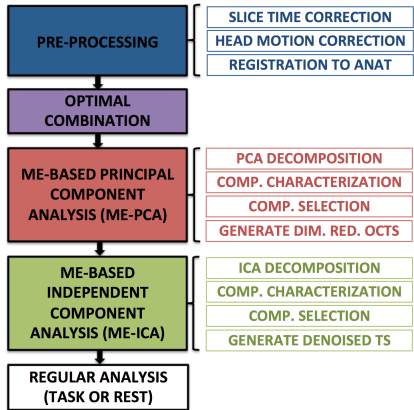 PRE-PROCESSING
SLICE TIME CORRECTION
HEAD MOTION CORRECTION
REGISTRATION TO ANAT
OPTIMAL
COMBINATION
ME-BASED PRINCIPAL
COMPONENT
ANALYSIS (ME-PCA)
PCA DECOMPOSITION
COMP. CHARACTERIZATION
COMP. SELECTION
GENERATE DIM. RED. OCTS
ME-BASED
INDEPENDENT
COMPONENT
ANALYSIS (ME-ICA)
ICA DECOMPOSITION
COMP. CHARACTERIZATION
COMP. SELECTION
GENERATE DENOISED TS
REGULAR ANALYSIS
(TASK OR REST)